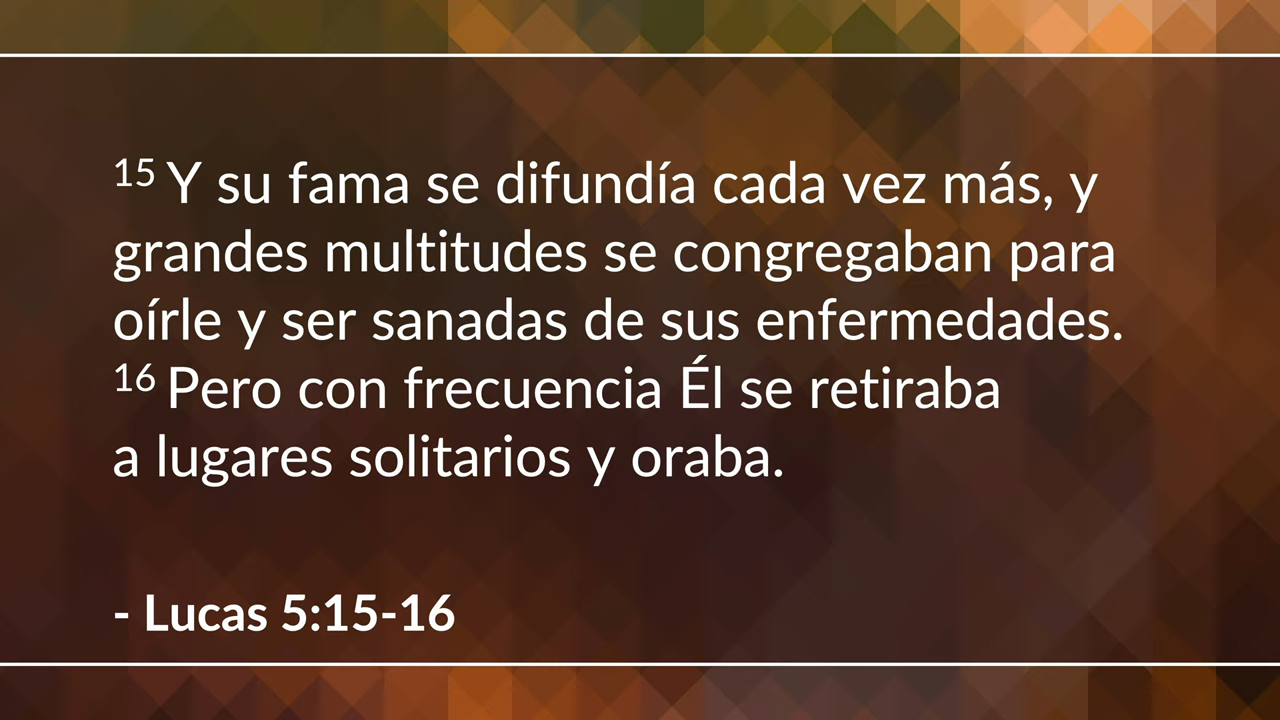 15 Y su fama se difundía cada vez más, y
grandes multitudes se congregaban para
oírle y ser sanadas de sus enfermedades.
16 Pero con frecuencia Él se retiraba
a lugares solitarios y oraba.
- Lucas 5:15-16